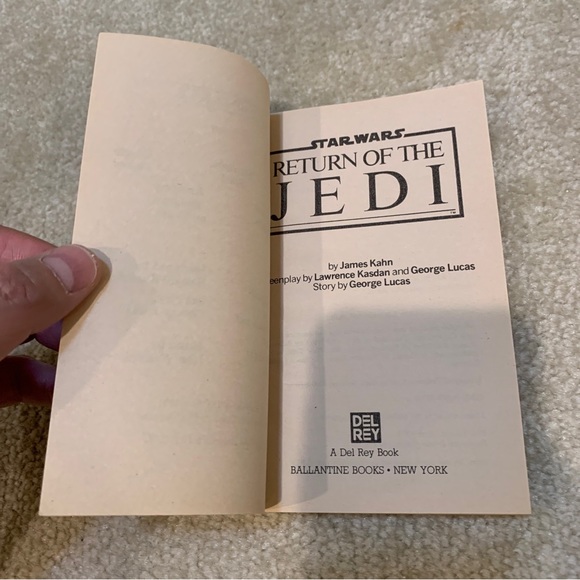 STAR WARS
RETURN OF THE
JEDI
™
by James Kahn
eenplay by Lawrence Kasdan and George Lucas
Story by George Lucas
DEL
REY
A Del Rey Book
BALLANTINE BOOKS • NEW YORK